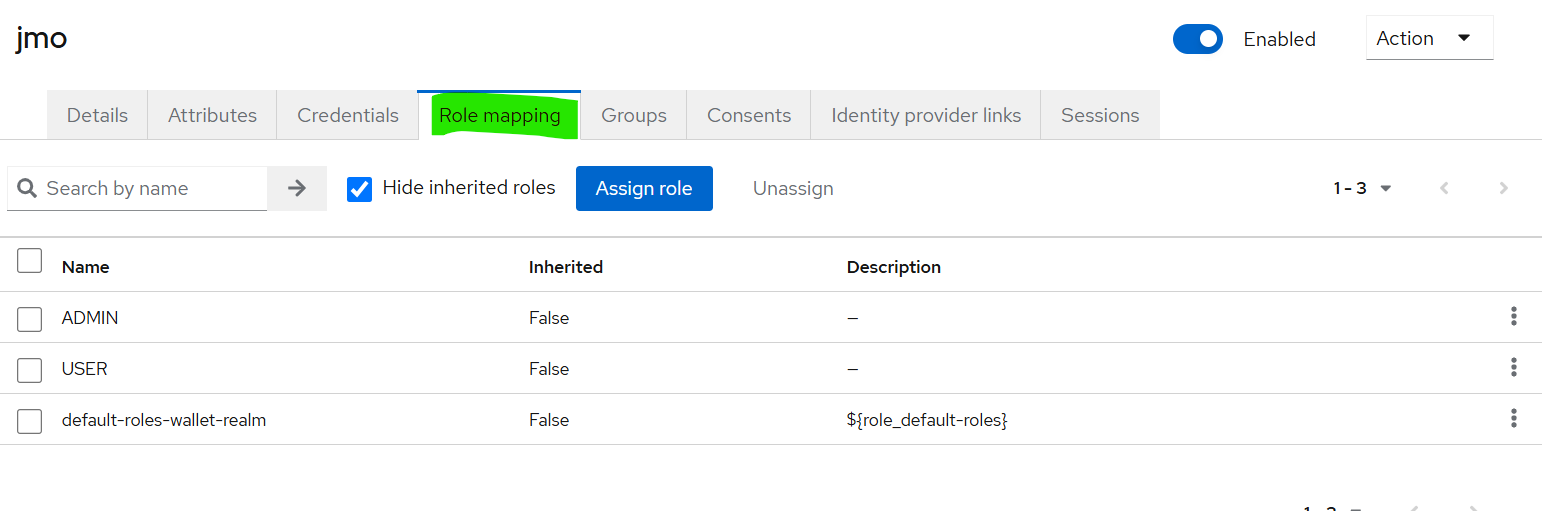 jmo
Enabled
Action
Details Attributes Credentials Role mapping Groups Consents Identity provider links Sessions
Search by name Hide inherited roles Assign role Unassign 1 - 3
Name Inherited Description
ADMIN False –
USER False –
default-roles-wallet-realm False ${role_default-roles}